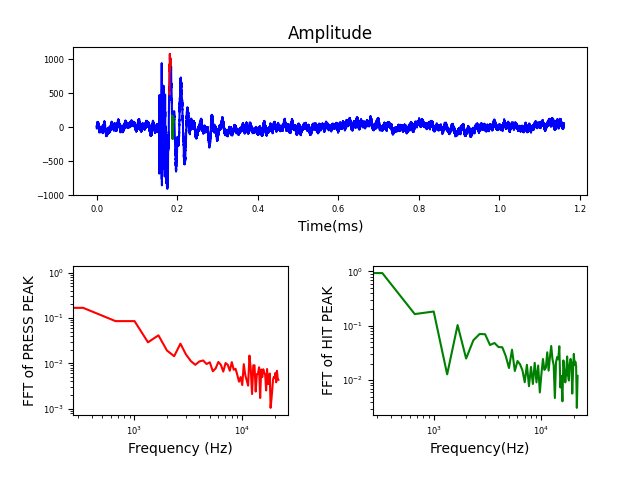 Amplitude
1000
500
0
−500
−1000
0.0 0.2 0.4 0.6 0.8 1.0 1.2
Time(ms)
FFT of PRESS PEAK
10⁰
10⁻¹
10⁻²
10⁻³
10³ 10⁴
Frequency (Hz)
FFT of HIT PEAK
10⁰
10⁻¹
10⁻²
10³ 10⁴
Frequency(Hz)